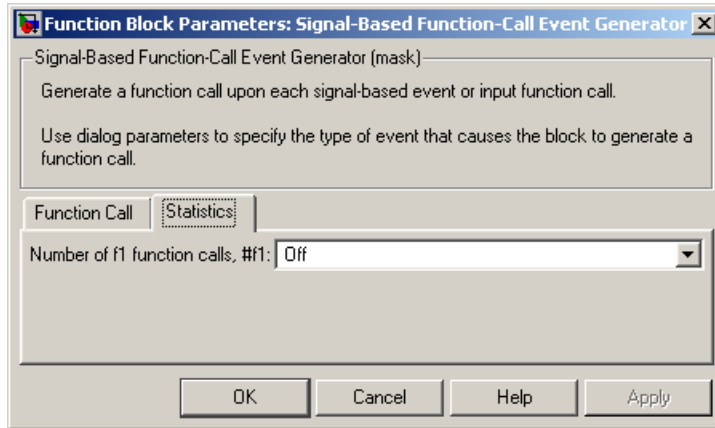 Function Block Parameters: Signal-Based Function-Call Event Generator
Signal-Based Function-Call Event Generator (mask)
Generate a function call upon each signal-based event or input function call.
Use dialog parameters to specify the type of event that causes the block to generate a
function call.
Function Call
Statistics
Number of f1 function calls, #f1: Off
OK
Cancel
Help
Apply